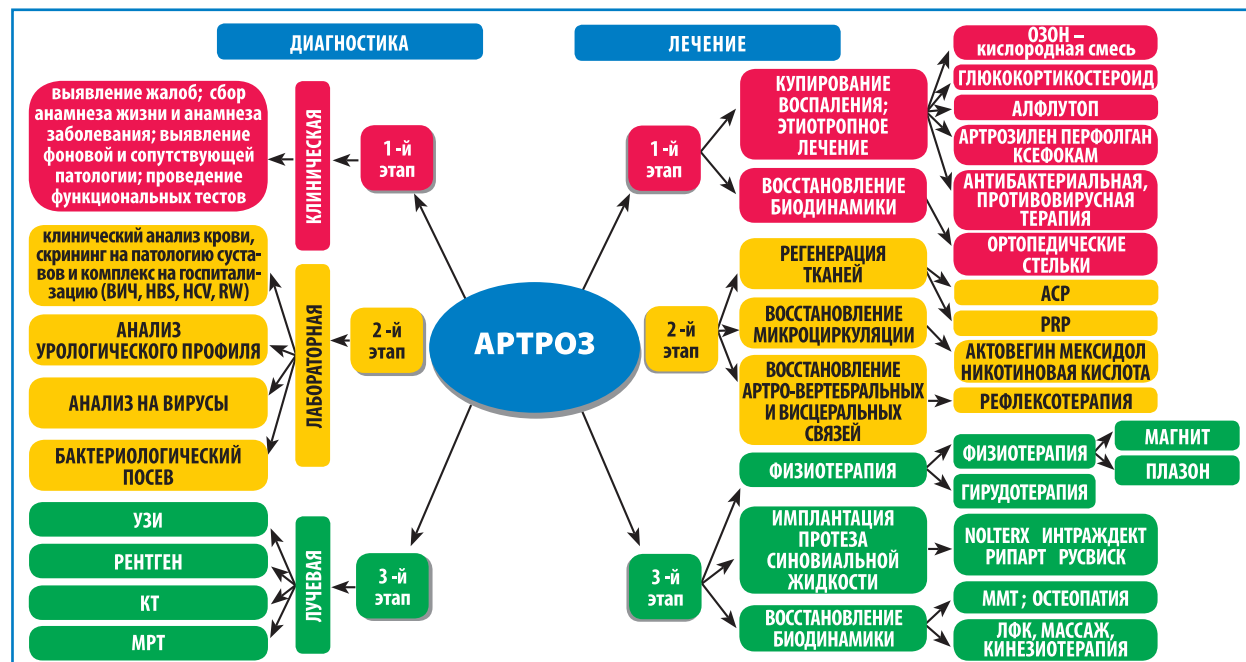 ДИАГНОСТИКА
ЛЕЧЕНИЕ
выявление жалоб; сбор
анамнеза жизни и анамнеза
заболевания; выявление
фоновой и сопутствующей
патологии; проведение
функциональных тестов
КЛИНИЧЕСКАЯ
1-й
этап
клинический анализ крови,
скрининг на патологию суста-
вов и комплекс на госпитали-
зацию (ВИЧ, HBS, HCV, RW)
АНАЛИЗ
УРОЛОГИЧЕСКОГО ПРОФИЛЯ
АНАЛИЗ НА ВИРУСЫ
БАКТЕРИОЛОГИЧЕСКИЙ
ПОСЕВ
ЛАБОРАТОРНАЯ
2-й
этап
УЗИ
РЕНТГЕН
КТ
МРТ
ЛУЧЕВАЯ
3-й
этап
АРТРОЗ
1-й
этап
КУПИРОВАНИЕ
ВОСПАЛЕНИЯ;
ЭТИОТРОПНОЕ
ЛЕЧЕНИЕ
ВОССТАНОВЛЕНИЕ
БИОДИНАМИКИ
ОЗОН –
кислородная смесь
ГЛЮКОКОРТИКОСТЕРОИД
АЛФЛУТОП
АРТРОЗИЛЕН ПЕРФОЛГАН
КСЕФОКАМ
АНТИБАКТЕРИАЛЬНАЯ,
ПРОТИВОВИРУСНАЯ
ТЕРАПИЯ
ОРТОПЕДИЧЕСКИЕ
СТЕЛЬКИ
2-й
этап
РЕГЕНЕРАЦИЯ
ТКАНЕЙ
ВОССТАНОВЛЕНИЕ
МИКРОЦИРКУЛЯЦИИ
ВОССТАНОВЛЕНИЕ
АРТРО-ВЕРТЕБРАЛЬНЫХ
И ВИСЦЕРАЛЬНЫХ
СВЯЗЕЙ
ACP
PRP
АКТОВЕГИН МЕКСИДОЛ
НИКОТИНОВАЯ КИСЛОТА
РЕФЛЕКСОТЕРАПИЯ
3-й
этап
ФИЗИОТЕРАПИЯ
ИМПЛАНТАЦИЯ
ПРОТЕЗА
СИНОВИАЛЬНОЙ
ЖИДКОСТИ
ВОССТАНОВЛЕНИЕ
БИОДИНАМИКИ
ФИЗИОТЕРАПИЯ
ГИРУДОТЕРАПИЯ
МАГНИТ
ПЛАЗОН
NOLTERX ИНТРАЖДЕКТ
РИПАРТ РУСВИСК
ММТ ; ОСТЕОПАТИЯ
ЛФК, МАССАЖ,
КИНЕЗИОТЕРАПИЯ